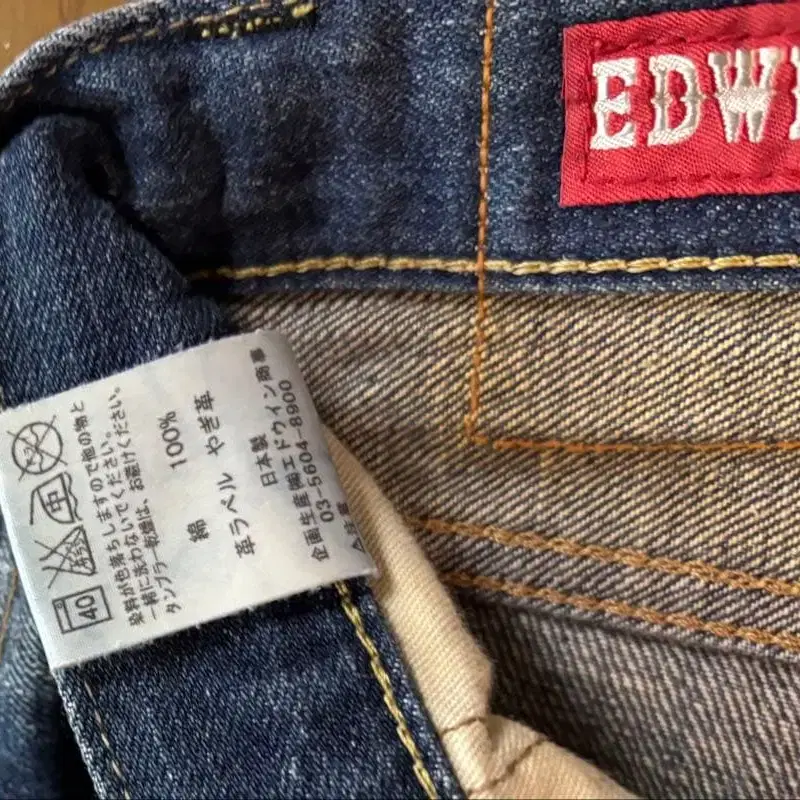 EDWI
40
染料が色落ちしますので他の物と
一緒に洗わないでください。
タンブラー乾燥は、お避けください。
綿 100%
革ラベル やぎ革
日本製
企画生産㈱エドウイン商事
03-5604-8900